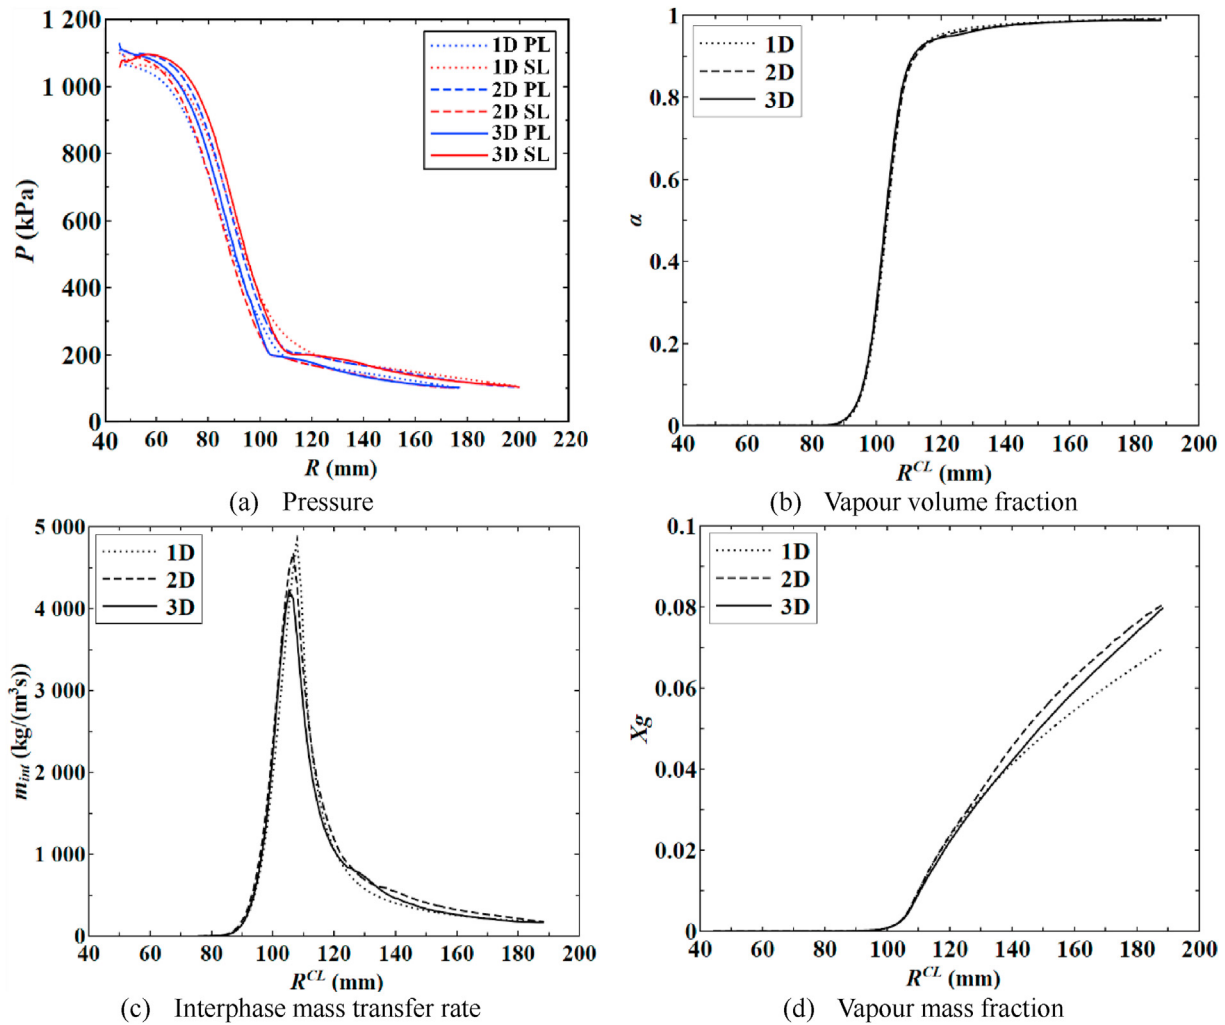 1 200
1 000
800
600
400
200
0
P (kPa)
1D PL
1D SL
2D PL
2D SL
3D PL
3D SL
40 60 80 100 120 140 160 180 200 220
R (mm)
(a) Pressure
1
0.8
0.6
0.4
0.2
0
α
1D
2D
3D
40 60 80 100 120 140 160 180 200
R^CL (mm)
(b) Vapour volume fraction
5 000
4 000
3 000
2 000
1 000
0
m_int (kg/(m³s))
1D
2D
3D
40 60 80 100 120 140 160 180 200
R^CL (mm)
(c) Interphase mass transfer rate
0.1
0.08
0.06
0.04
0.02
0
Xg
1D
2D
3D
40 60 80 100 120 140 160 180 200
R^CL (mm)
(d) Vapour mass fraction